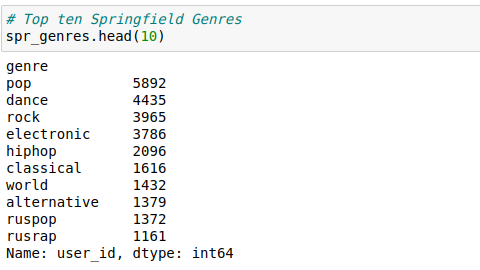 # Top ten Springfield Genres
spr_genres.head(10)
genre
pop 5892
dance 4435
rock 3965
electronic 3786
hiphop 2096
classical 1616
world 1432
alternative 1379
ruspop 1372
rusrap 1161
Name: user_id, dtype: int64